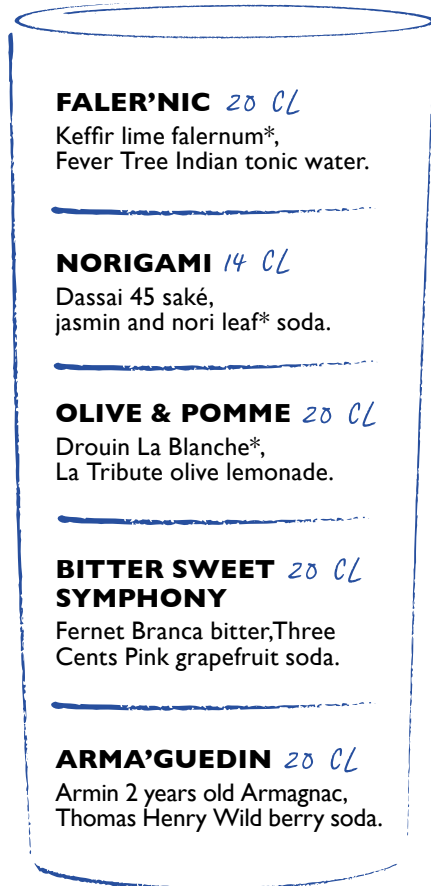 FALER’NIC 20 CL
Keffir lime falernum*,
Fever Tree Indian tonic water.
NORIGAMI 14 CL
Dassai 45 saké,
jasmin and nori leaf* soda.
OLIVE & POMME 20 CL
Drouin La Blanche*,
La Tribute olive lemonade.
BITTER SWEET 20 CL
SYMPHONY
Fernet Branca bitter,Three
Cents Pink grapefruit soda.
ARMA’GUEDIN 20 CL
Armin 2 years old Armagnac,
Thomas Henry Wild berry soda.